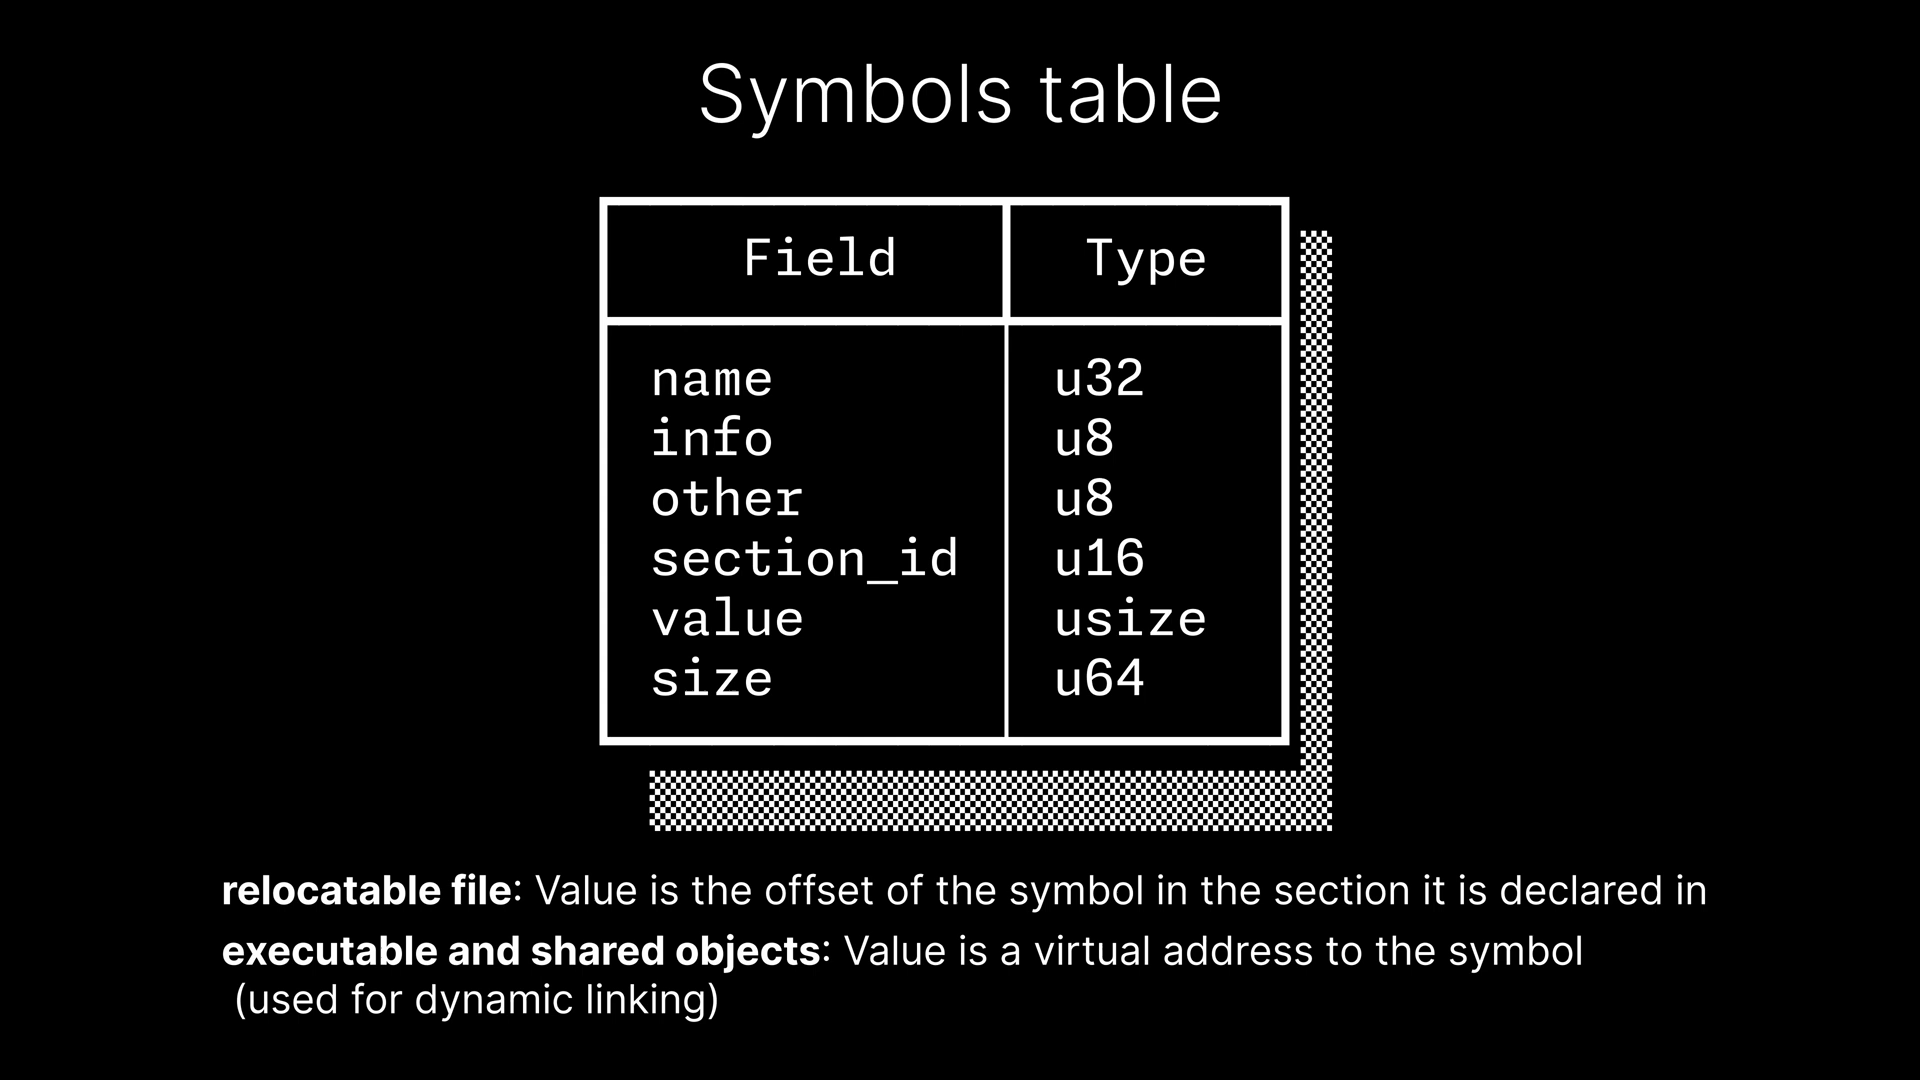 Symbols table
Field Type
name u32
info u8
other u8
section_id u16
value usize
size u64
relocatable file: Value is the offset of the symbol in the section it is declared in
executable and shared objects: Value is a virtual address to the symbol
(used for dynamic linking)